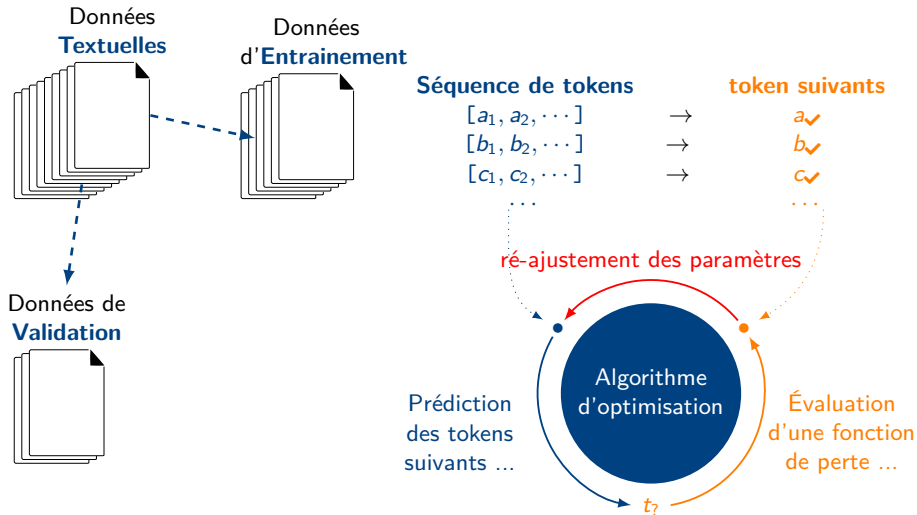 Données
Textuelles
Données
d'Entrainement
Données de
Validation
Séquence de tokens → token suivants
[a₁, a₂, ⋯] → a✓
[b₁, b₂, ⋯] → b✓
[c₁, c₂, ⋯] → c✓
... ...
ré-ajustement des paramètres
Algorithme
d'optimisation
Prédiction
des tokens
suivants ...
Évaluation
d'une fonction
de perte ...
t?